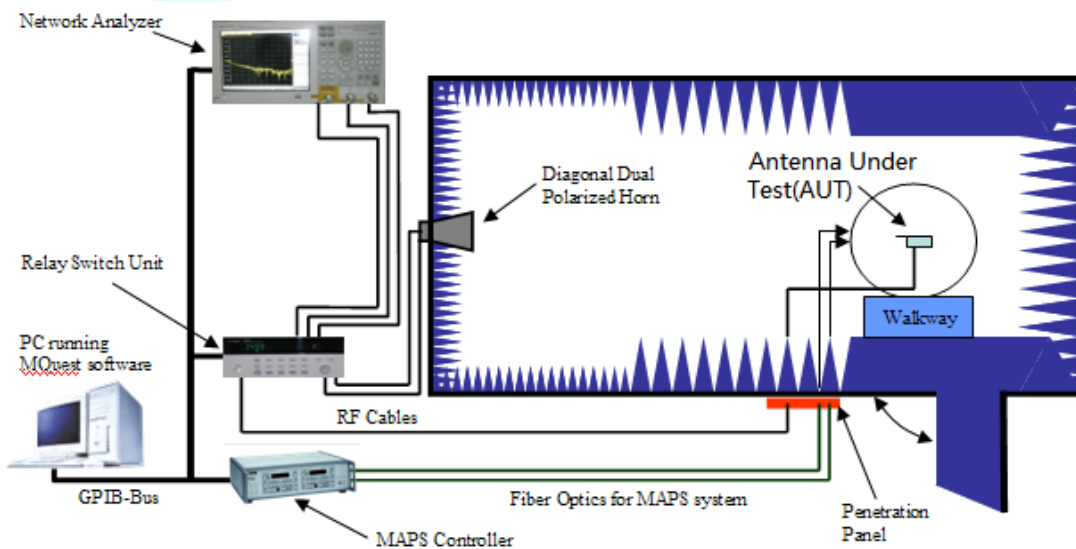 Network Analyzer
Diagonal Dual
Polarized Horn
Antenna Under
Test(AUT)
Relay Switch Unit
Walkway
PC running
MQuest software
RF Cables
GPIB-Bus
Fiber Optics for MAPS system
Penetration
Panel
MAPS Controller